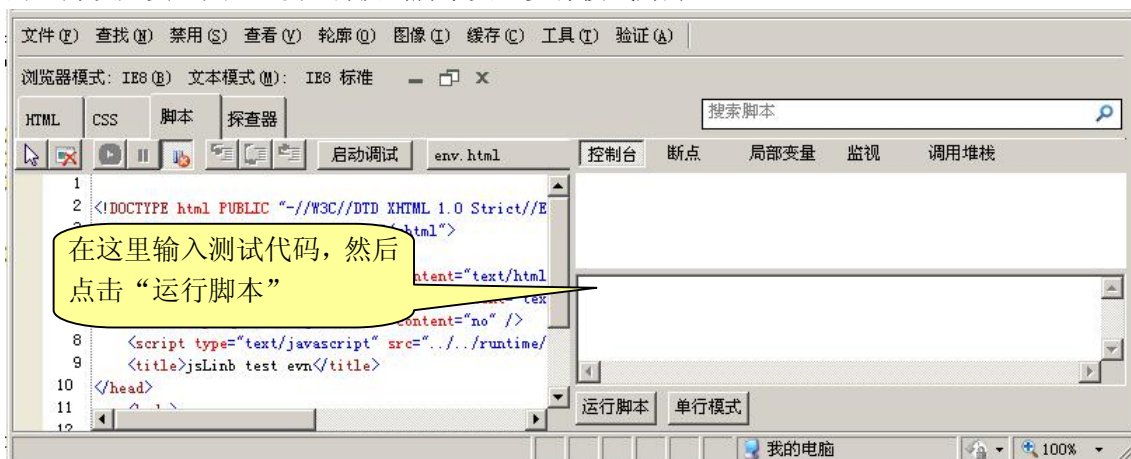 文件(F) 查找(N) 禁用(S) 查看(V) 轮廓(O) 图像(I) 缓存(C) 工具(T) 验证(A)
浏览器模式: IE8(B) 文本模式(M): IE8 标准
HTML CSS 脚本 探查器 搜索脚本
启动调试 env.html 控制台 断点 局部变量 监视 调用堆栈
1
2 <!DOCTYPE html PUBLIC "-//W3C//DTD XHTML 1.0 Strict//E
html">
在这里输入测试代码，然后
点击“运行脚本”
content="text/html
content="no" />
8 <script type="text/javascript" src="../../runtime/
9 <title>jsLinb test evn</title>
10 </head>
11
12
运行脚本 单行模式
我的电脑 100%